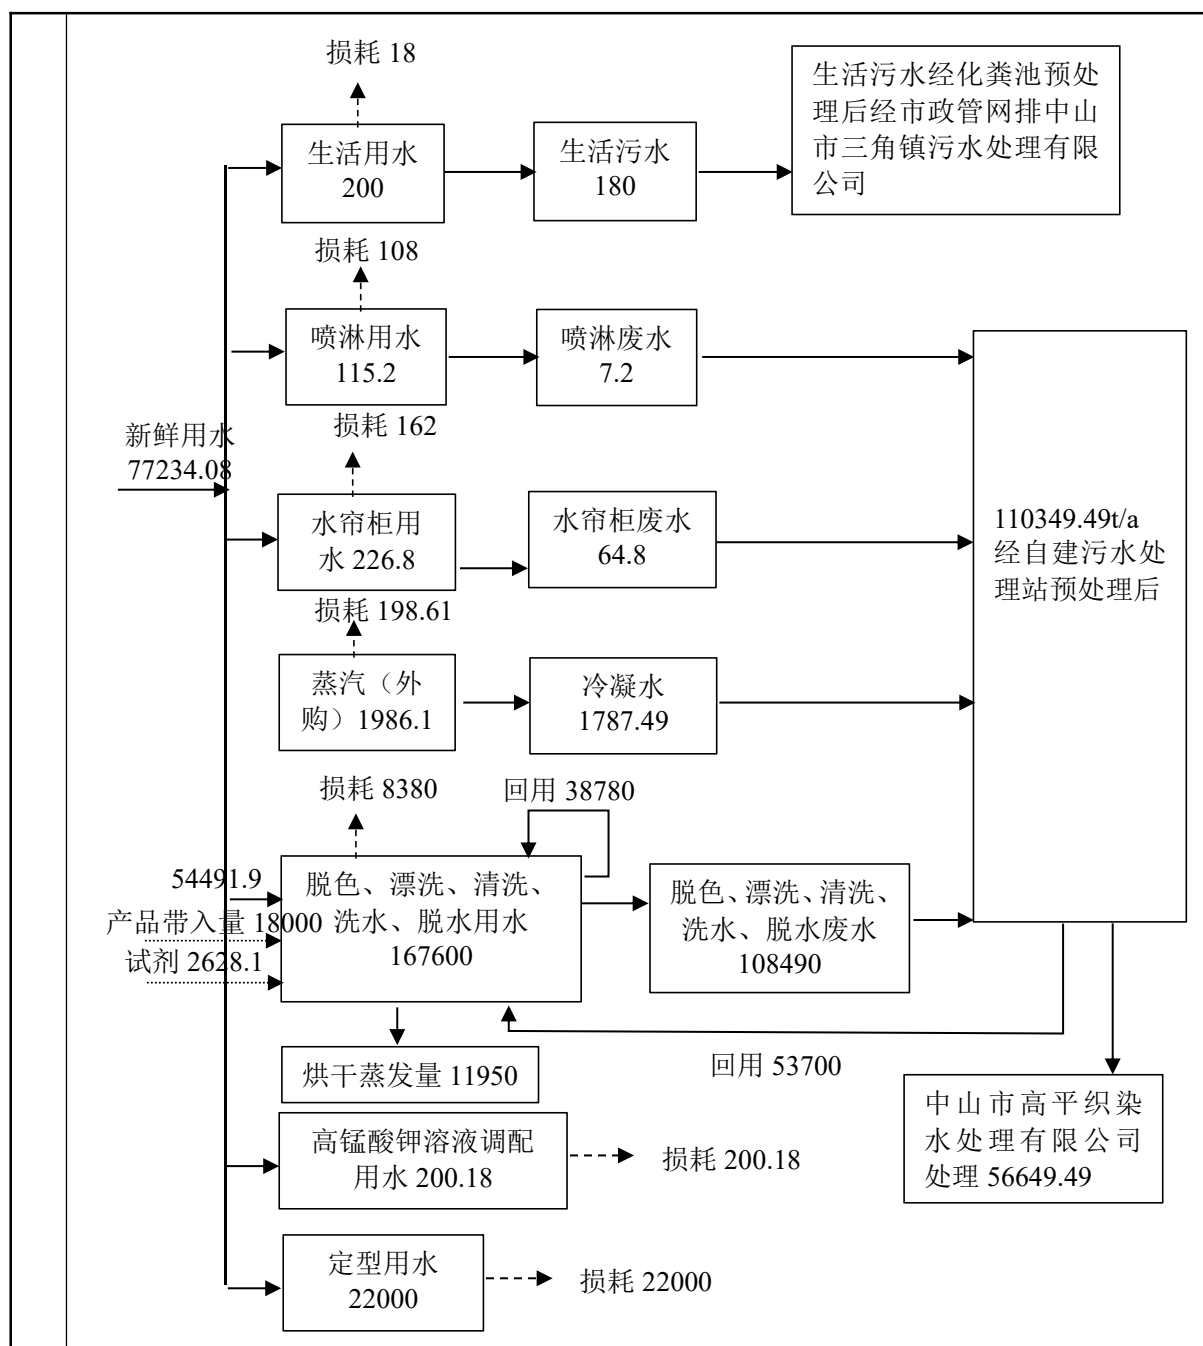 损耗 18
生活用水
200
生活污水
180
生活污水经化粪池预处
理后经市政管网排中山
市三角镇污水处理有限
公司
损耗 108
喷淋用水
115.2
喷淋废水
7.2
新鲜用水
77234.08
损耗 162
水帘柜用
水 226.8
水帘柜废水
64.8
110349.49t/a
经自建污水处
理站预处理后
损耗 198.61
蒸汽（外
购）1986.1
冷凝水
1787.49
损耗 8380
回用 38780
54491.9
产品带入量 18000
试剂 2628.1
脱色、漂洗、清洗、
洗水、脱水用水
167600
脱色、漂洗、清洗、
洗水、脱水废水
108490
烘干蒸发量 11950
回用 53700
中山市高平织染
水处理有限公司
处理 56649.49
高锰酸钾溶液调配
用水 200.18
损耗 200.18
定型用水
22000
损耗 22000